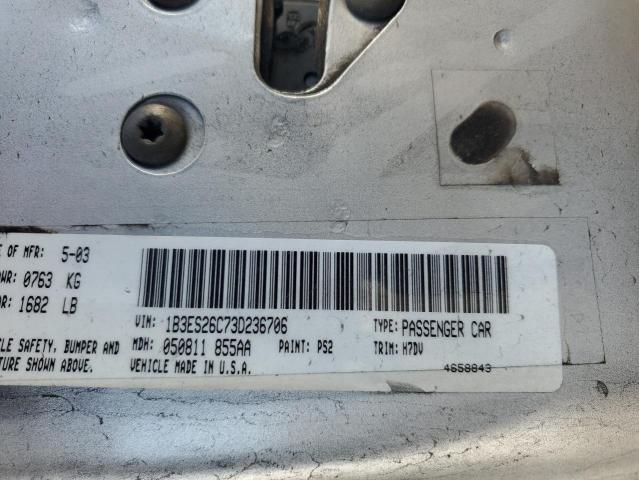 E OF MFR: 5-03
WR: 0763 KG
R: 1682 LB
VIN: 1B3ES26C73D236706
TYPE: PASSENGER CAR
CLE SAFETY, BUMPER AND
MDH: 050811 855AA
PAINT: PS2
TRIM: H7DV
TURE SHOWN ABOVE.
VEHICLE MADE IN U.S.A.
4658843